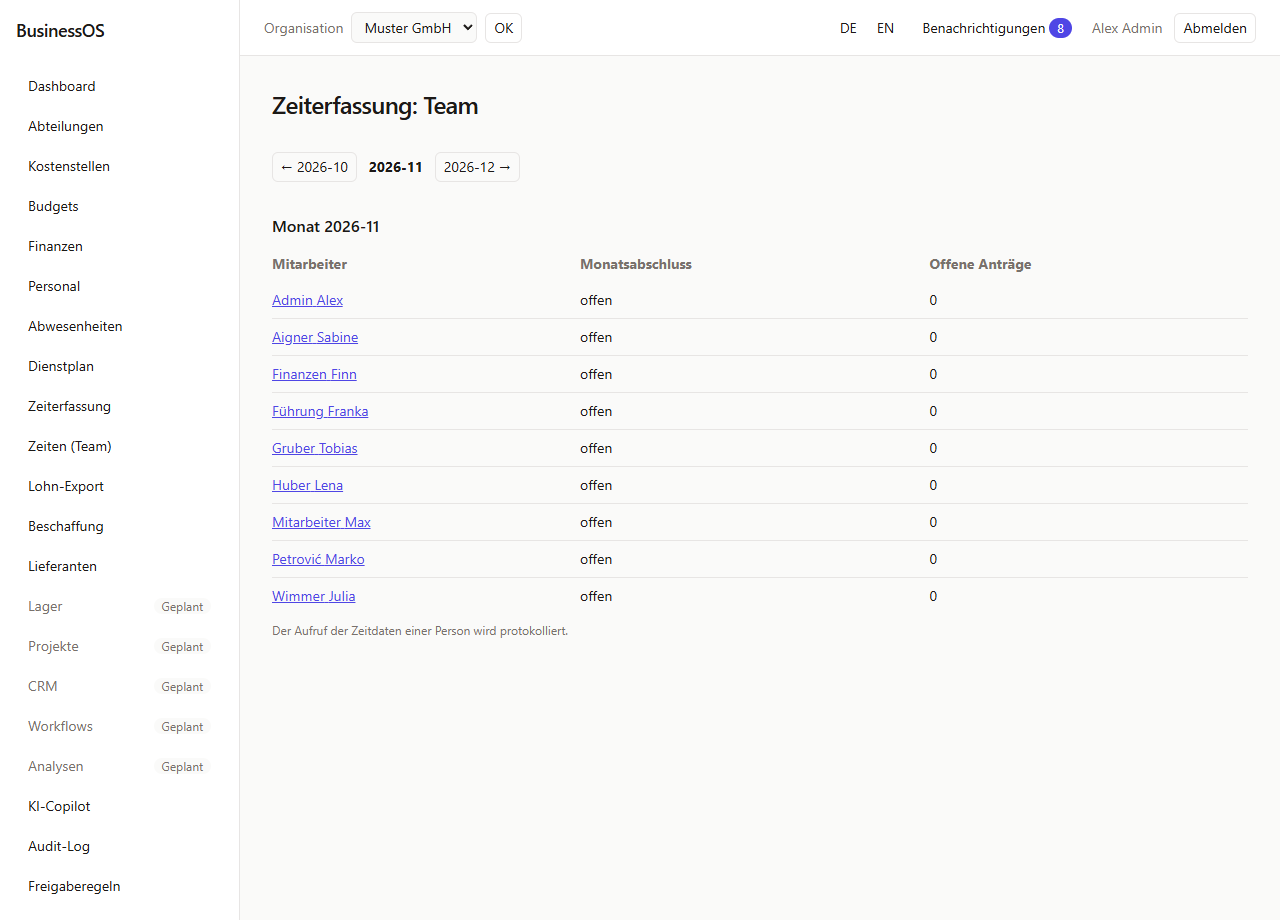 BusinessOS
Organisation Muster GmbH OK DE EN Benachrichtigungen 8 Alex Admin Abmelden
Dashboard
Abteilungen
Kostenstellen
Budgets
Finanzen
Personal
Abwesenheiten
Dienstplan
Zeiterfassung
Zeiten (Team)
Lohn-Export
Beschaffung
Lieferanten
Lager Geplant
Projekte Geplant
CRM Geplant
Workflows Geplant
Analysen Geplant
KI-Copilot
Audit-Log
Freigaberegeln
Zeiterfassung: Team
← 2026-10 2026-11 2026-12 →
Monat 2026-11
Mitarbeiter Monatsabschluss Offene Anträge
Admin Alex offen 0
Aigner Sabine offen 0
Finanzen Finn offen 0
Führung Franka offen 0
Gruber Tobias offen 0
Huber Lena offen 0
Mitarbeiter Max offen 0
Petrović Marko offen 0
Wimmer Julia offen 0
Der Aufruf der Zeitdaten einer Person wird protokolliert.